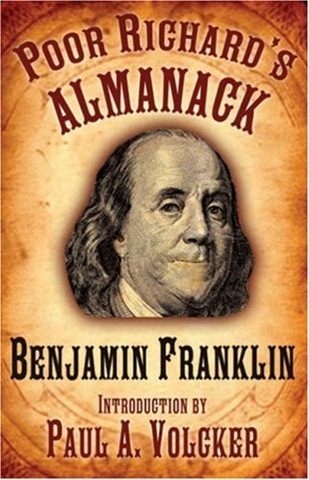 POOR RICHARD'S
ALMANACK
BENJAMIN FRANKLIN
INTRODUCTION BY
PAUL A. VOLCKER